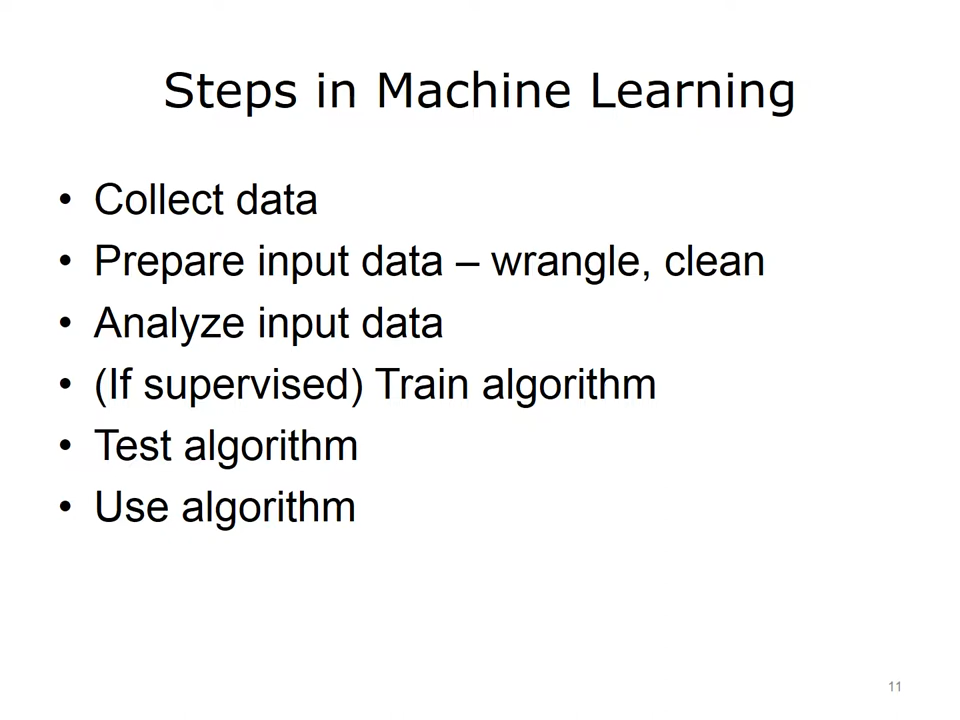 Steps in Machine Learning
• Collect data
• Prepare input data – wrangle, clean
• Analyze input data
• (If supervised) Train algorithm
• Test algorithm
• Use algorithm
11